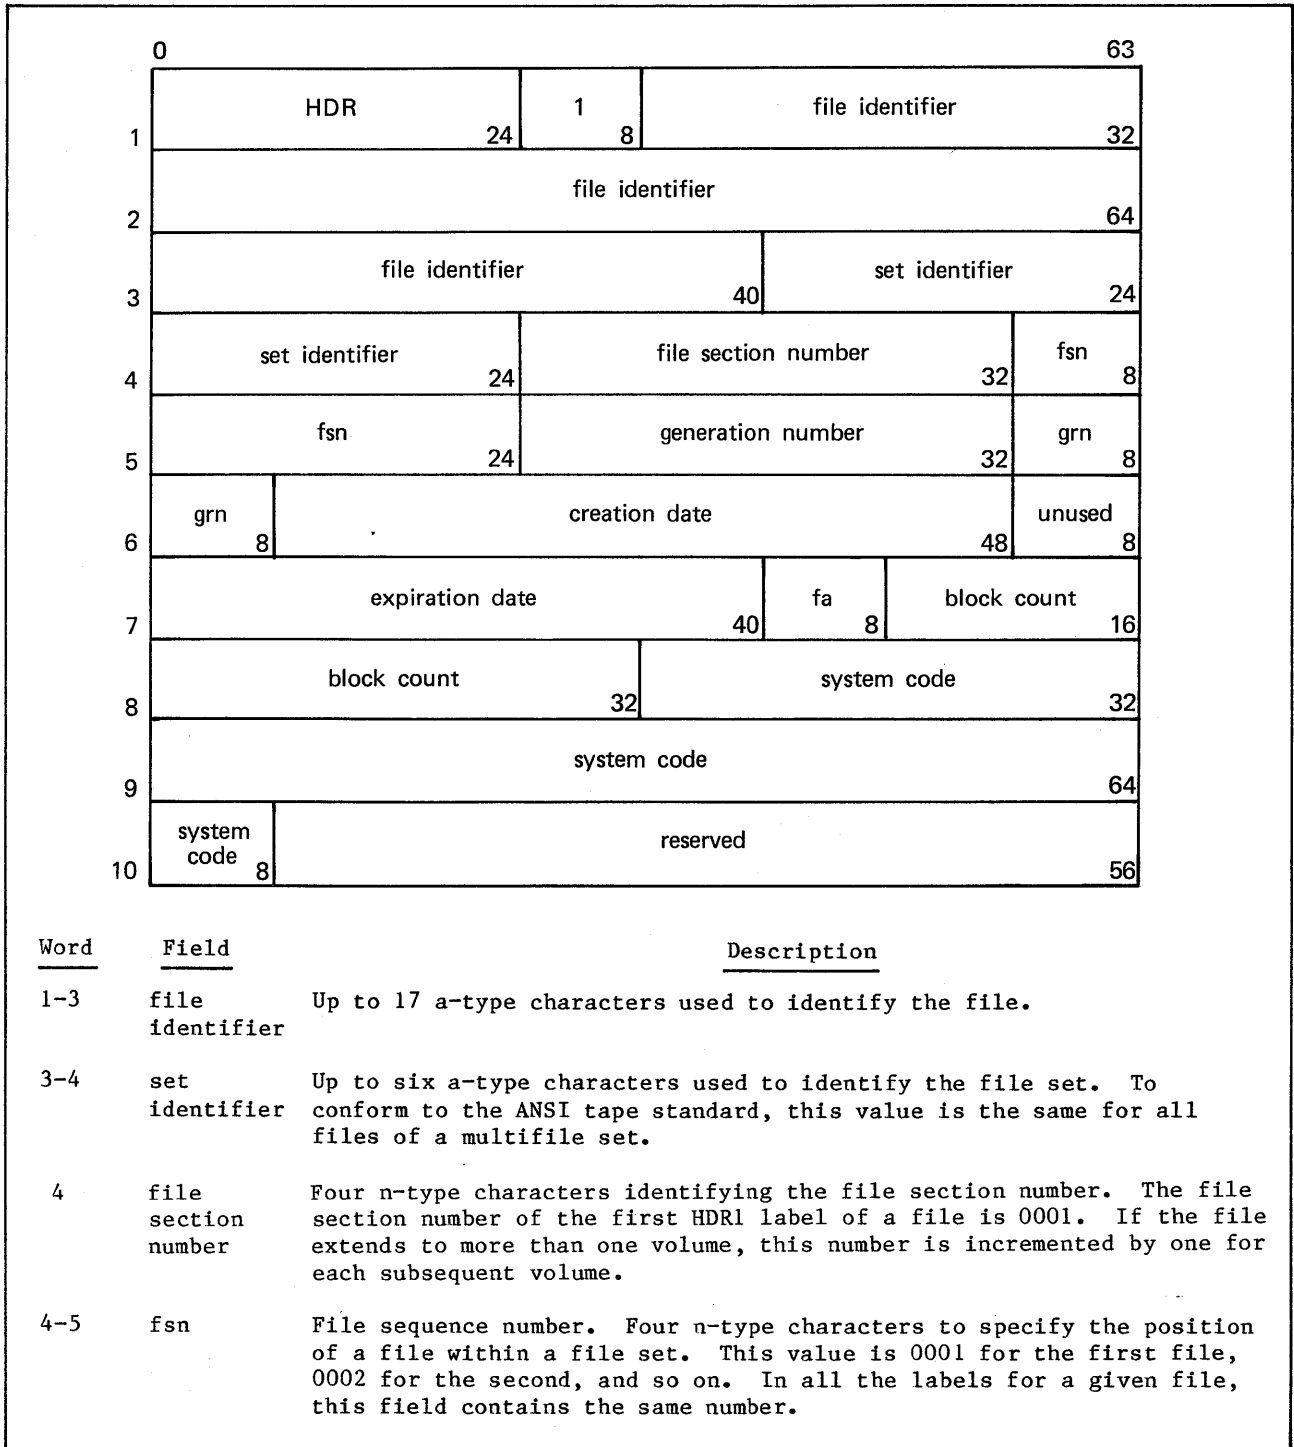 0 63
HDR 1 file identifier
1 24 8 32
file identifier
2 64
file identifier set identifier
3 40 24
set identifier file section number fsn
4 24 32 8
fsn generation number grn
5 24 32 8
grn creation date unused
6 8 48 8
expiration date fa block count
7 40 8 16
block count system code
8 32 32
system code
9 64
system reserved
code
10 8 56
Word Field Description
1-3 file Up to 17 a-type characters used to identify the file.
identifier
3-4 set Up to six a-type characters used to identify the file set. To
identifier conform to the ANSI tape standard, this value is the same for all
files of a multifile set.
4 file Four n-type characters identifying the file section number. The file
section section number of the first HDR1 label of a file is 0001. If the file
number extends to more than one volume, this number is incremented by one for
each subsequent volume.
4-5 fsn File sequence number. Four n-type characters to specify the position
of a file within a file set. This value is 0001 for the first file,
0002 for the second, and so on. In all the labels for a given file,
this field contains the same number.